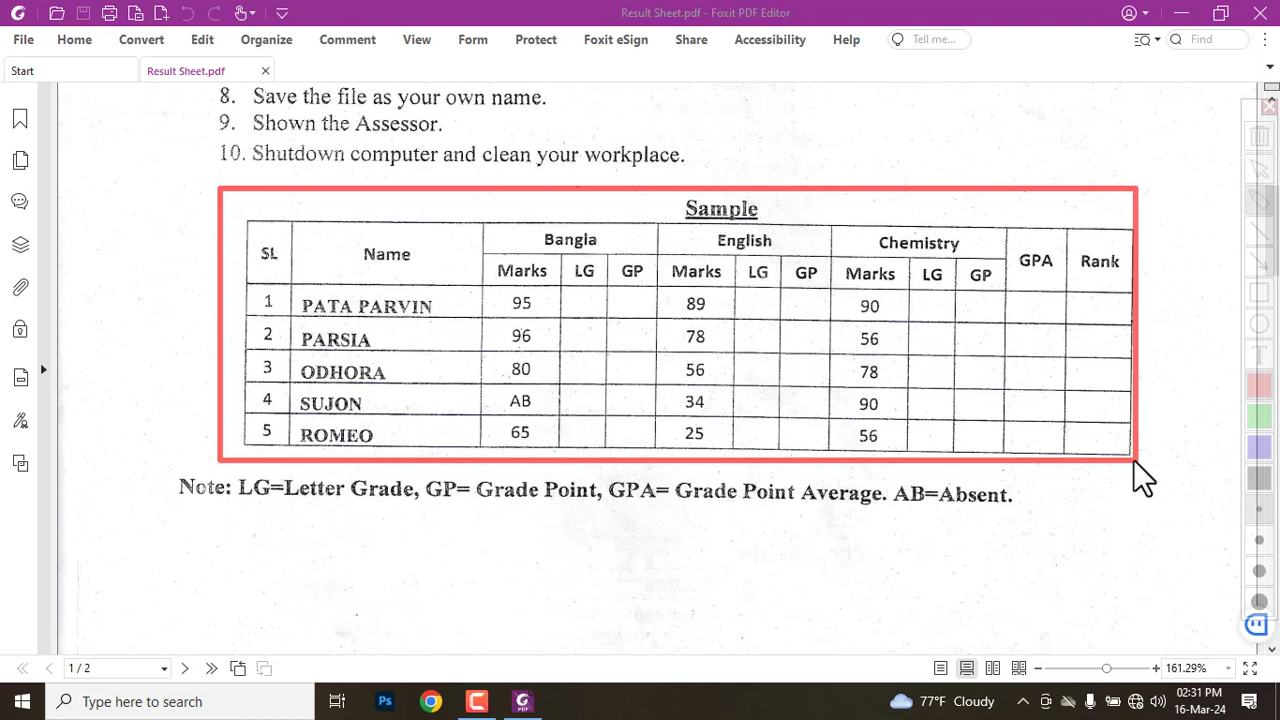 Result Sheet.pdf - Foxit PDF Editor
File Home Convert Edit Organize Comment View Form Protect Foxit eSign Share Accessibility Help Tell me... Find
Start Result Sheet.pdf
8. Save the file as your own name.
9. Shown the Assessor.
10. Shutdown computer and clean your workplace.
Sample
SL Name Bangla English Chemistry GPA Rank
Marks LG GP Marks LG GP Marks LG GP
1 PATA PARVIN 95 89 90
2 PARSIA 96 78 56
3 ODHORA 80 56 78
4 SUJON AB 34 90
5 ROMEO 65 25 56
Note: LG=Letter Grade, GP= Grade Point, GPA= Grade Point Average. AB=Absent.
1 / 2 161.29%
Type here to search Ps PDF 77°F Cloudy 02:31 PM
16-Mar-24